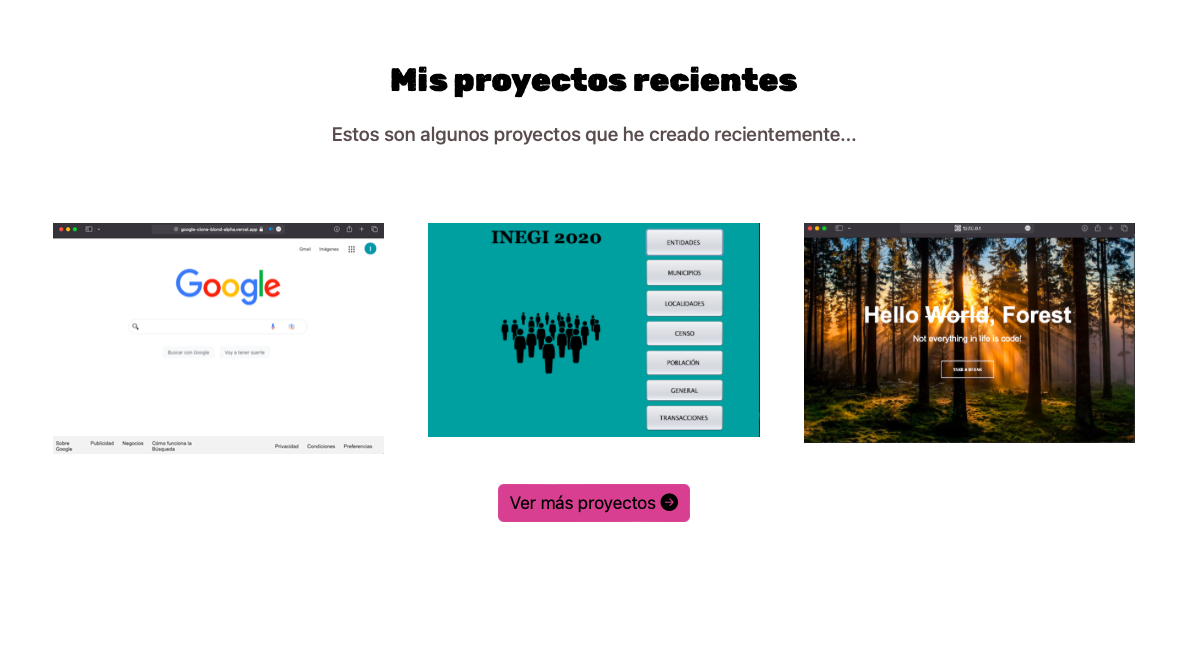 Mis proyectos recientes
Estos son algunos proyectos que he creado recientemente...
google-clone-blond-alpha.vercel.app
Gmail Imágenes
Google
Buscar con Google Voy a tener suerte
Sobre Google Publicidad Negocios Cómo funciona la Búsqueda Privacidad Condiciones Preferencias
INEGI 2020
ENTIDADES
MUNICIPIOS
LOCALIDADES
CENSO
POBLACIÓN
GENERAL
TRANSACCIONES
Hello World, Forest
Not everything in life is code!
TAKE A BREAK
Ver más proyectos